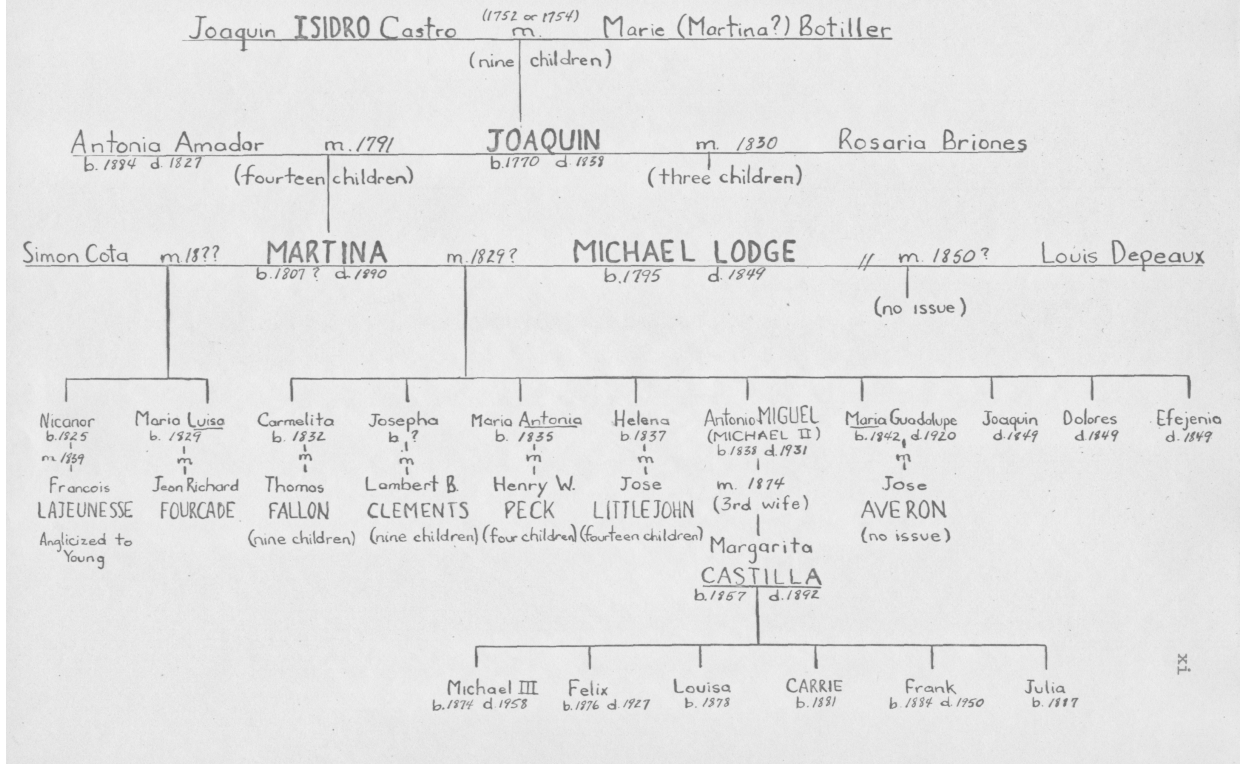 (1752 or 1754)
Joaquin ISIDRO Castro m. Marie (Martina?) Botiller
(nine children)
Antonia Amador m. 1791 JOAQUIN m. 1830 Rosaria Briones
b. 1884 d. 1827 b. 1770 d. 1838
(fourteen children) (three children)
Simon Cota m. 18?? MARTINA m. 1829? MICHAEL LODGE // m. 1850? Louis Depeaux
b. 1807? d. 1890 b. 1795 d. 1849
(no issue)
Nicanor Maria Luisa Carmelita Josepha Maria Antonia Helena Antonio MIGUEL Maria Guadalupe Joaquin Dolores Efejenia
b. 1825 b. 1829 b. 1832 b ? b. 1835 b 1837 (MICHAEL II) b. 1842, d. 1920 d. 1849 d. 1849 d. 1849
m 1839 m m m m b 1838 d. 1931 m
Francois Jean Richard Thomas Lambert B. Henry W. Jose m. 1874 Jose
LAJEUNESSE FOURCADE FALLON CLEMENTS PECK LITTLEJOHN (3rd wife) AVERON
Anglicized to (nine children) (nine children) (four children) (fourteen children) Margarita (no issue)
Young
CASTILLA
b. 1857 d. 1892
Michael III Felix Louisa CARRIE Frank Julia
b. 1874 d. 1958 b. 1876 d. 1927 b. 1878 b. 1881 b. 1884 d. 1950 b. 1887
xi